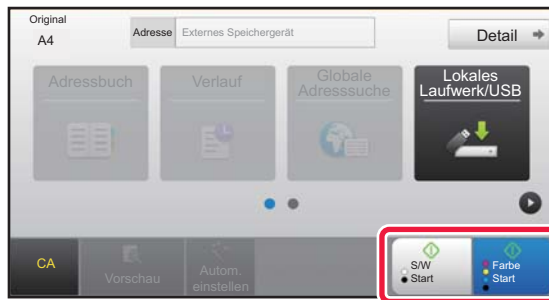 Original
A4
Adresse
Externes Speichergerät
Detail
Adressbuch
Verlauf
Globale
Adresssuche
Lokales
Laufwerk/USB
CA
Vorschau
Autom.
einstellen
S/W
Start
Farbe
Start